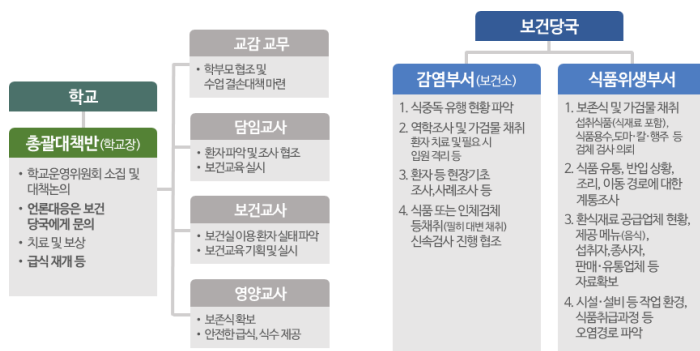 학교
총괄대책반(학교장)
• 학교운영위원회 소집 및
대책논의
• 언론대응은 보건
당국에게 문의
• 치료 및 보상
• 급식 재개 등
교감 교무
• 학부모 협조 및
수업 결손대책 마련
담임교사
• 환자 파악 및 조사 협조
• 보건교육 실시
보건교사
• 보건실 이용 환자 실태 파악
• 보건교육 기획 및 실시
영양교사
• 보존식 확보
• 안전한 급식, 식수 제공
보건당국
감염부서(보건소)
1. 식중독 유행 현황 파악
2. 역학조사 및 가검물 채취
환자 치료 및 필요 시
입원 격리 등
3. 환자 등 현장기초
조사,사례조사 등
4. 식품 또는 인체검체
등채취(필히 대변 채취)
신속검사 진행 협조
식품위생부서
1. 보존식 및 가검물 채취
섭취식품(식재료 포함),
식품용수,도마·칼·행주 등
검체 검사 의뢰
2. 식품 유통, 반입 상황,
조리, 이동 경로에 대한
계통조사
3. 환식재료 공급업체 현황,
제공 메뉴(음식),
섭취자,종사자,
판매·유통업체 등
자료확보
4. 시설·설비 등 작업 환경,
식품취급과정 등
오염경로 파악